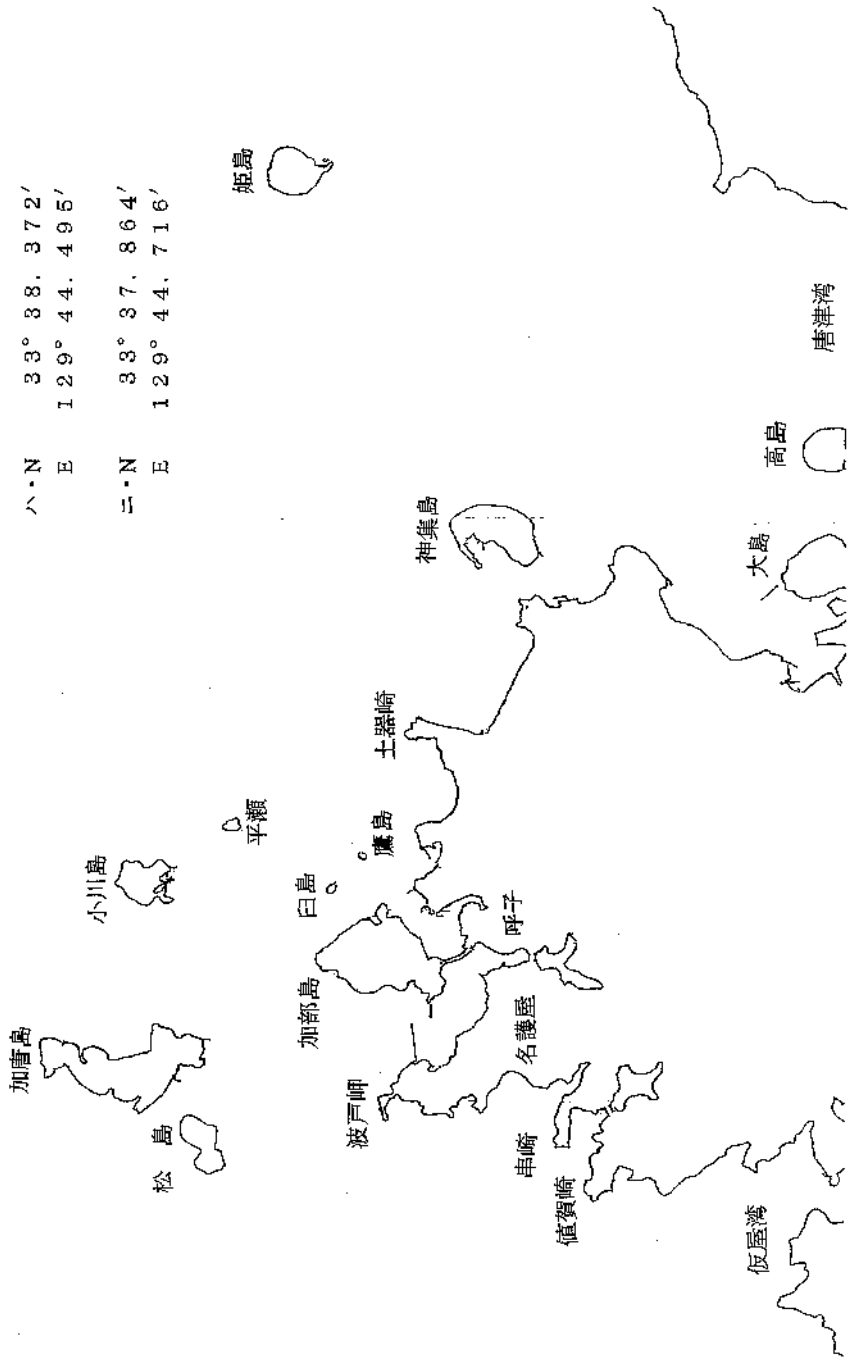 ハ・N 33° 38. 372′
E 129° 44. 495′
ニ・N 33° 37. 864′
E 129° 44. 716′
加唐島
小川島
姫島
松 島
平瀬
臼島
加部島
鷹島
波戸岬
土器崎
神集島
呼子
名護屋
串崎
値賀崎
仮屋湾
大島
高島
唐津湾